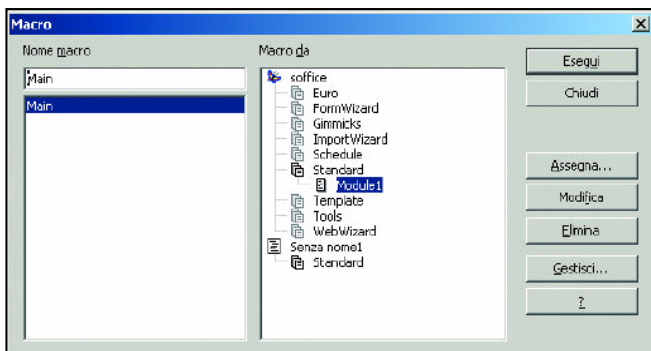 Macro
Nome macro
Main
Main
Macro da
soffice
Euro
FormWizard
Gimmicks
ImportWizard
Schedule
Standard
Module1
Template
Tools
WebWizard
Senza nome1
Standard
Esegui
Chiudi
Assegna...
Modifica
Elimina
Gestisci...
?